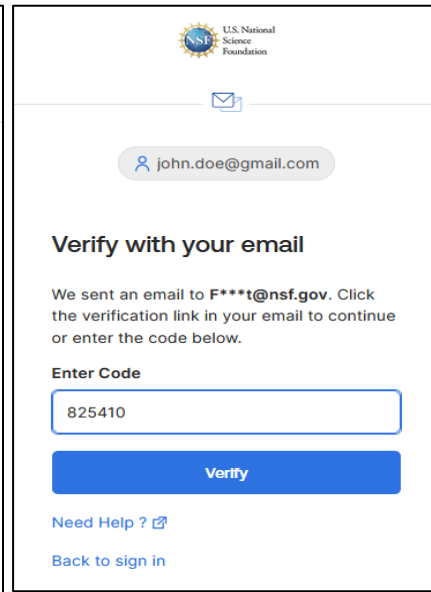 NSF
U.S. National
Science
Foundation
john.doe@gmail.com
Verify with your email
We sent an email to F***t@nsf.gov. Click
the verification link in your email to continue
or enter the code below.
Enter Code
825410
Verify
Need Help ?
Back to sign in